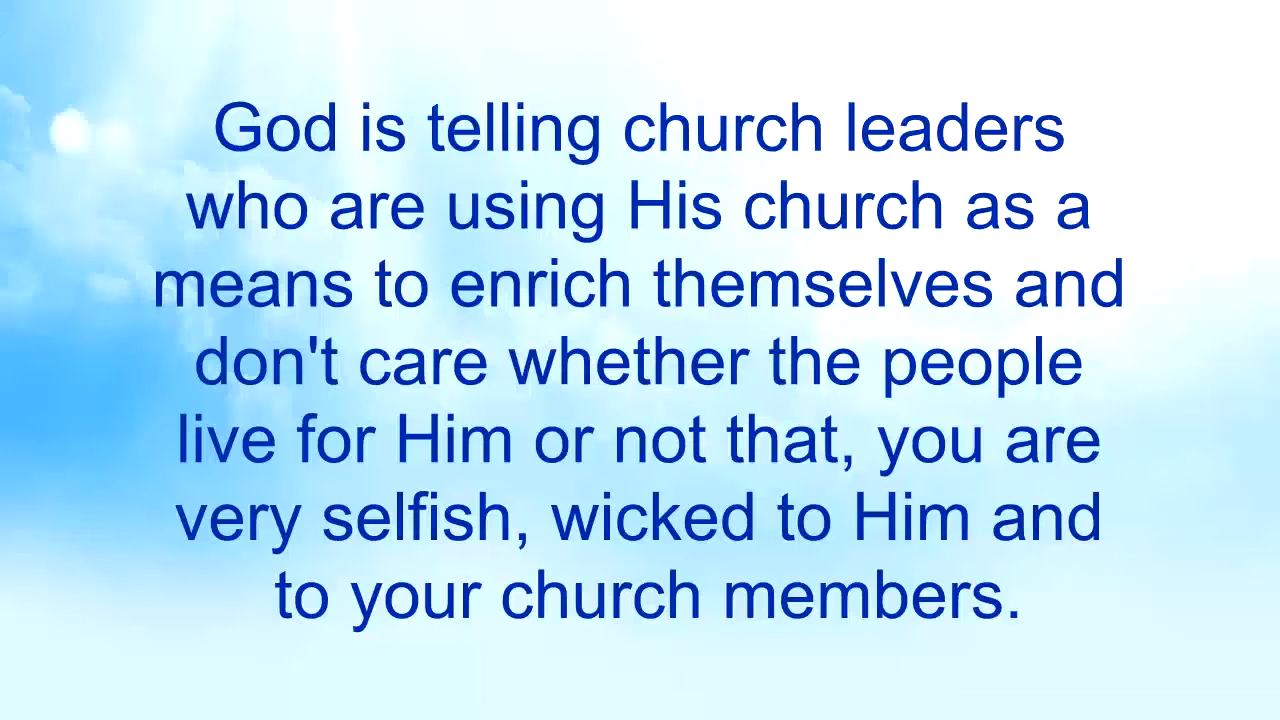 God is telling church leaders
who are using His church as a
means to enrich themselves and
don't care whether the people
live for Him or not that, you are
very selfish, wicked to Him and
to your church members.